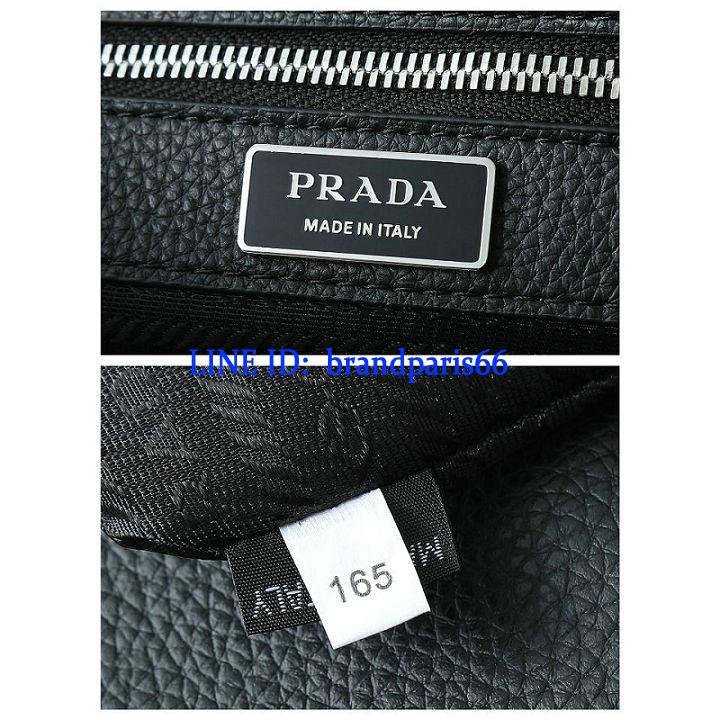 PRADA
MADE IN ITALY
LINE ID: brandparis66
165